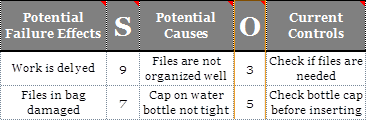 Potential
Failure Effects
S
Potential
Causes
O
Current
Controls
Work is delyed
9
Files are not
organized well
3
Check if files are
needed
Files in bag
damaged
7
Cap on water
bottle not tight
5
Check bottle cap
before inserting